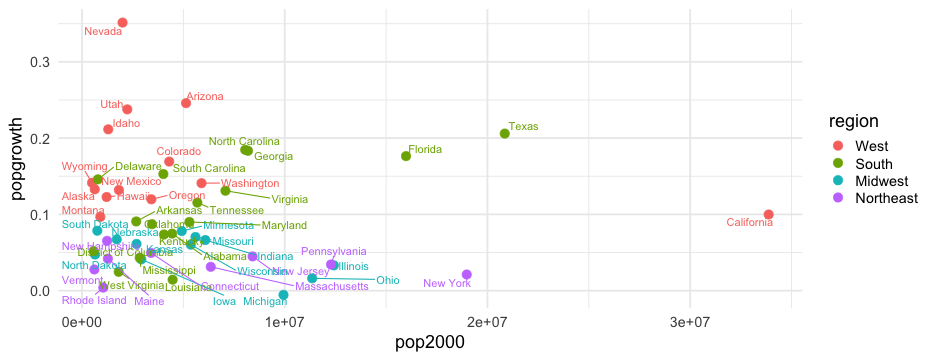 Nevada
0.3
Utah
Arizona
Idaho
0.2
North Carolina
Texas
Florida
Colorado
Georgia
Wyoming
Delaware
South Carolina
New Mexico
Washington
Alaska
Hawaii
Oregon
Virginia
0.1
Montana
Arkansas
Tennessee
California
South Dakota
Oklahoma
Minnesota
Maryland
Nebraska
Kentucky
Missouri
New Hampshire
District of Columbia
Kansas
Alabama
Indiana
Pennsylvania
North Dakota
Mississippi
Wisconsin
New Jersey
Illinois
0.0
Vermont
West Virginia
Louisiana
Connecticut
Massachusetts
Ohio
New York
Rhode Island
Maine
Iowa
Michigan
0e+00
1e+07
2e+07
3e+07
pop2000
popgrowth
region
West
South
Midwest
Northeast